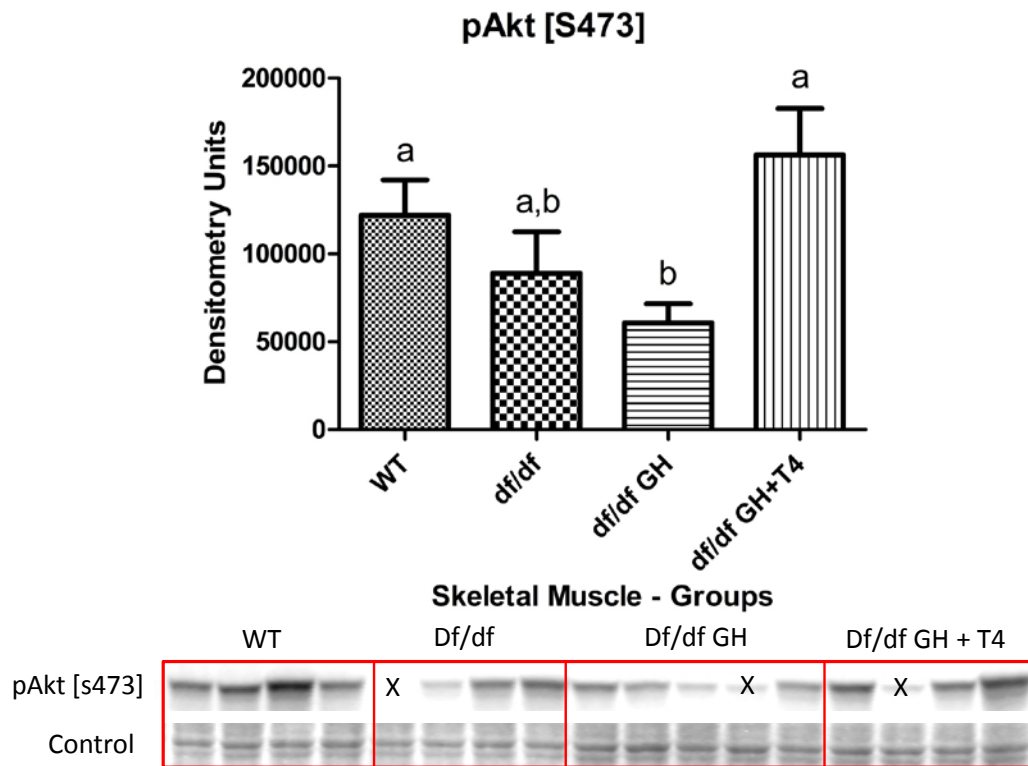 pAkt [S473]
Densitometry Units
200000
150000
100000
50000
0
a
a,b
b
a
WT
df/df
df/df GH
df/df GH+T4
Skeletal Muscle - Groups
WT
Df/df
Df/df GH
Df/df GH + T4
pAkt [s473]
X
X
X
Control